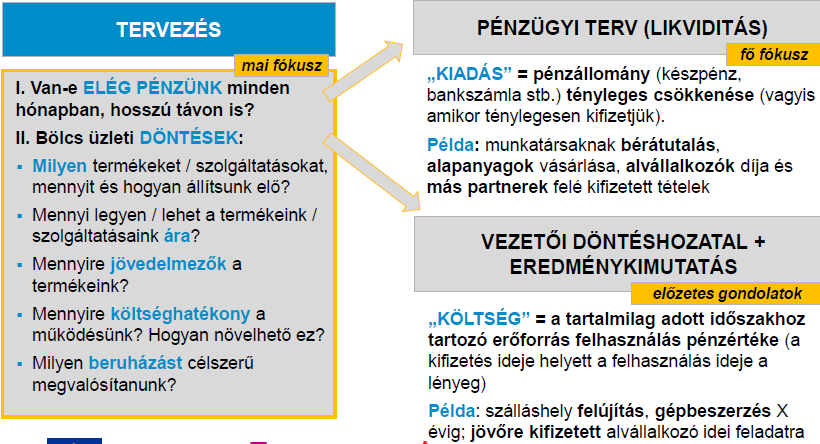 TERVEZÉS
mai fókusz
I. Van-e ELÉG PÉNZÜNK minden
hónapban, hosszú távon is?
II. Bölcs üzleti DÖNTÉSEK:
▪ Milyen termékeket / szolgáltatásokat,
mennyit és hogyan állítsunk elő?
▪ Mennyi legyen / lehet a termékeink /
szolgáltatásaink ára?
▪ Mennyire jövedelmezők a
termékeink?
▪ Mennyire költséghatékony a
működésünk? Hogyan növelhető ez?
▪ Milyen beruházást célszerű
megvalósítanunk?
PÉNZÜGYI TERV (LIKVIDITÁS)
fő fókusz
„KIADÁS” = pénzállomány (készpénz,
bankszámla stb.) tényleges csökkenése (vagyis
amikor ténylegesen kifizetjük).
Példa: munkatársaknak bérátutalás,
alapanyagok vásárlása, alvállalkozók díja és
más partnerek felé kifizetett tételek
VEZETŐI DÖNTÉSHOZATAL +
EREDMÉNYKIMUTATÁS
előzetes gondolatok
„KÖLTSÉG” = a tartalmilag adott időszakhoz
tartozó erőforrás felhasználás pénzértéke (a
kifizetés ideje helyett a felhasználás ideje a
lényeg)
Példa: szálláshely felújítás, gépbeszerzés X
évig; jövőre kifizetett alvállalkozó idei feladatra